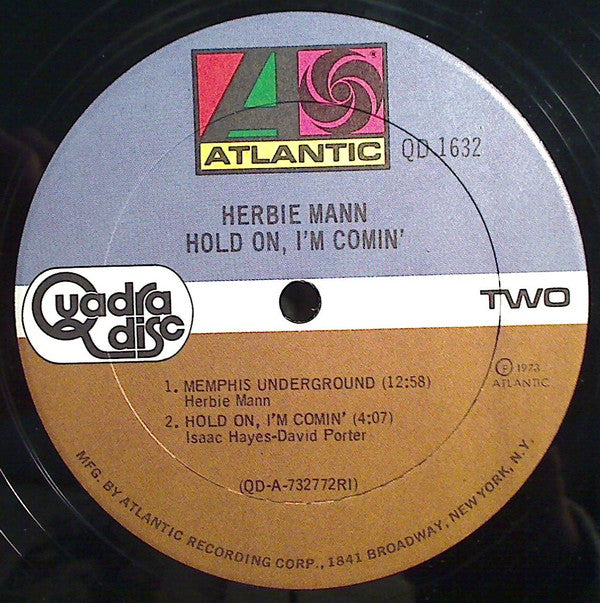 ATLANTIC
QD 1632
HERBIE MANN
HOLD ON, I'M COMIN'
Quadradisc
TWO
℗ 1973
ATLANTIC
1. MEMPHIS UNDERGROUND (12:58)
Herbie Mann
2. HOLD ON, I'M COMIN' (4:07)
Isaac Hayes-David Porter
(QD-A-732772RI)
MFG. BY ATLANTIC RECORDING CORP., 1841 BROADWAY, NEW YORK, N.Y.